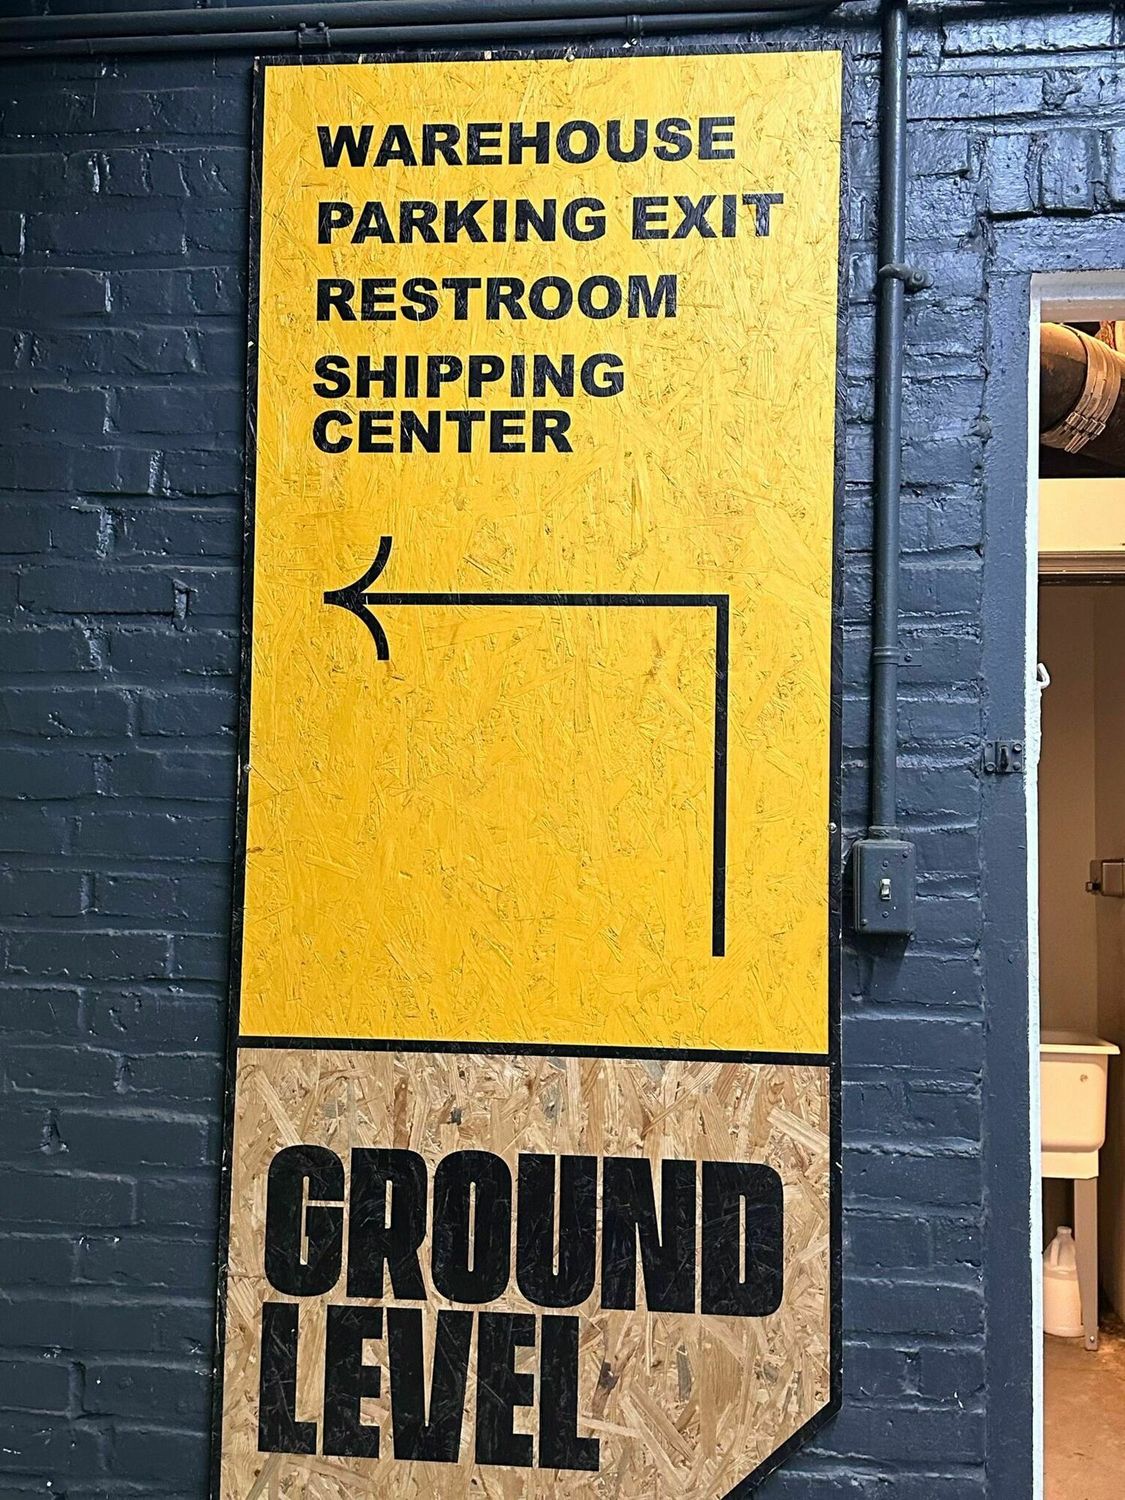 WAREHOUSE
PARKING EXIT
RESTROOM
SHIPPING
CENTER
GROUND
LEVEL